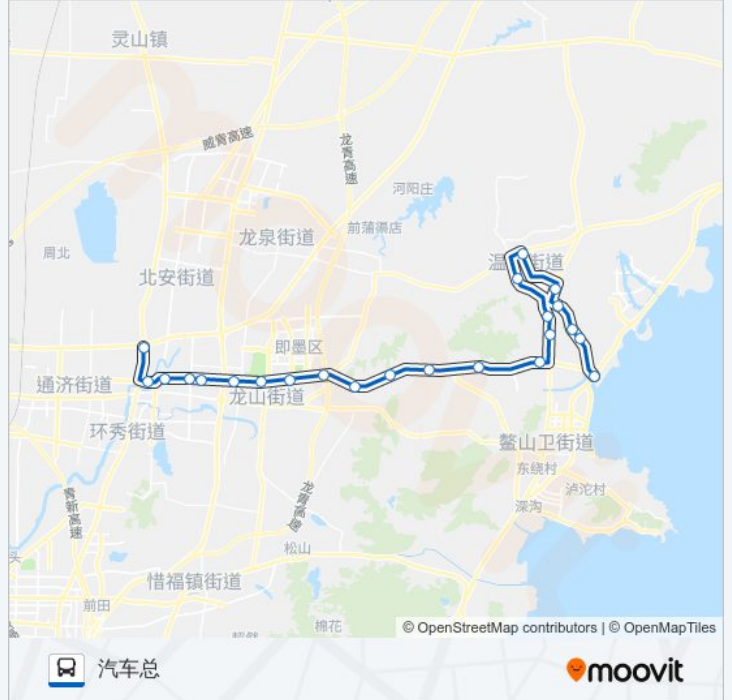 灵山镇
威青高速
龙青高速
河阳庄
前蒲渠店
龙泉街道
周北
温 街道
北安街道
即墨区
通济街道
龙山街道
环秀街道
鳌山卫街道
东绕村
泸沱村
深沟
青新高速
龙青高速
松山
头
惜福镇街道
前田
棉花
© OpenStreetMap contributors | © OpenMapTiles
汽车总
moovit